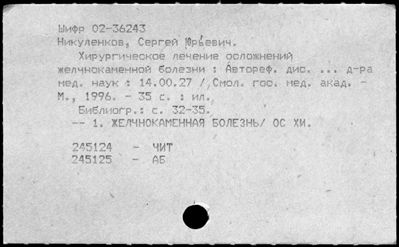 Шифр 02-36243
Никуленков, Сергей Юрьевич.
Хирургическое лечение осложнений
желчнокаменной болезни : Автореф. дис. ... д-ра
мед. наук : 14.00.27 / Смол. гос. мед. акад. -
М., 1996. - 35 с. : ил.
Библиогр.: с. 32-35.
-- 1. ЖЕЛЧНОКАМЕННАЯ БОЛЕЗНЬ/ ОС ХИ.
245124 - ЧИТ
245125 - АБ